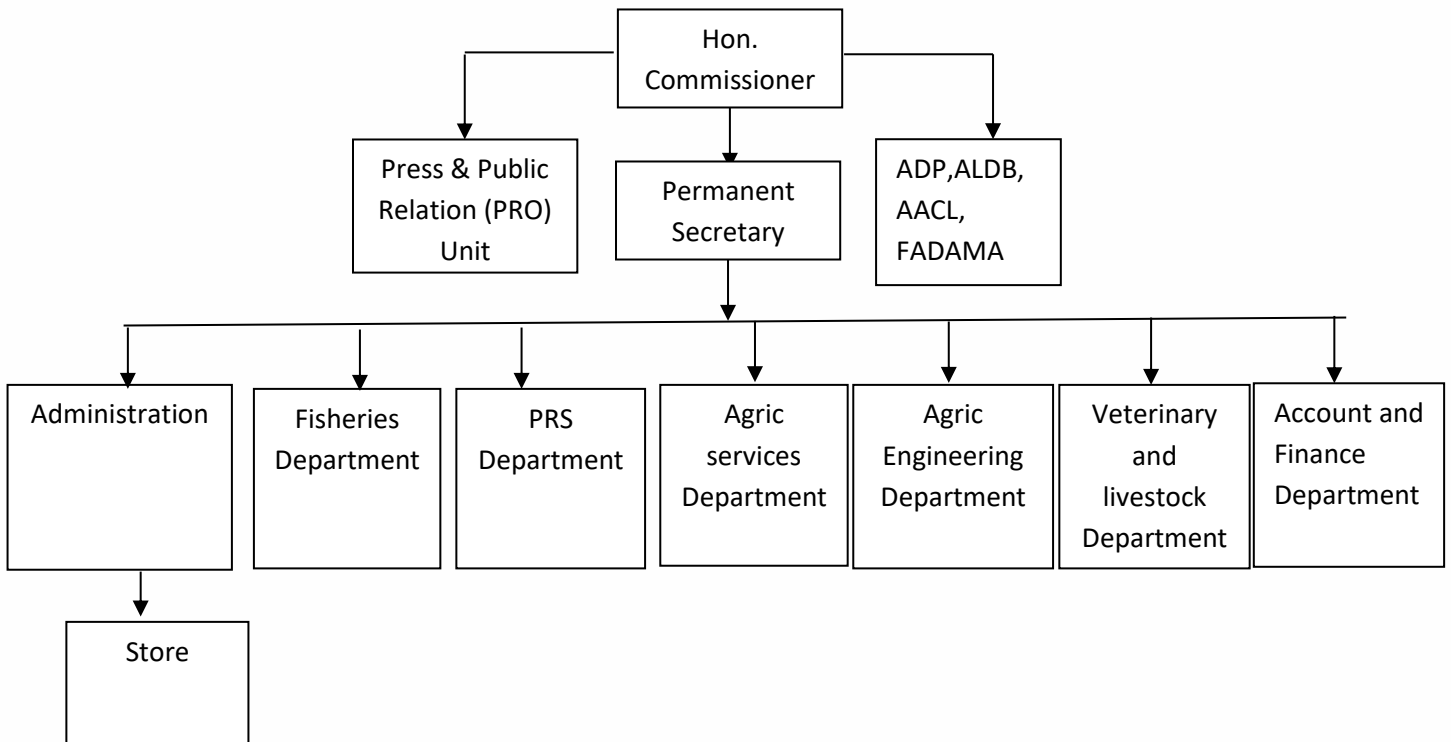 Hon.
Commissioner
Press & Public
Relation (PRO)
Unit
Permanent
Secretary
ADP,ALDB,
AACL,
FADAMA
Administration
Fisheries
Department
PRS
Department
Agric
services
Department
Agric
Engineering
Department
Veterinary
and
livestock
Department
Account and
Finance
Department
Store